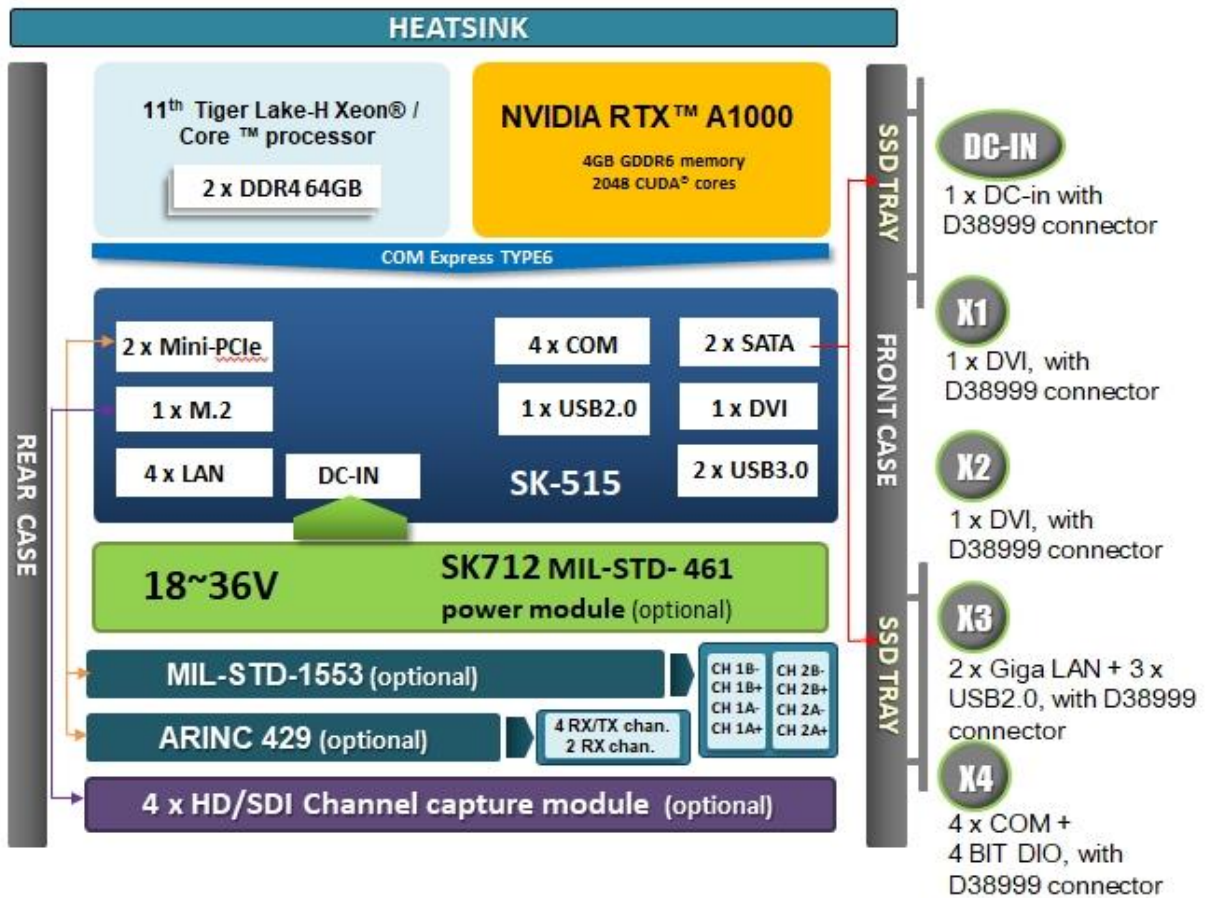 HEATSINK
11th Tiger Lake-H Xeon® /
Core ™ processor
2 x DDR4 64GB
NVIDIA RTX™ A1000
4GB GDDR6 memory
2048 CUDA® cores
COM Express TYPE6
2 x Mini-PCIe
1 x M.2
4 x LAN
DC-IN
4 x COM
1 x USB2.0
SK-515
2 x SATA
1 x DVI
2 x USB3.0
18~36V
SK712 MIL-STD- 461
power module (optional)
MIL-STD-1553 (optional)
CH 1B-
CH 1B+
CH 1A-
CH 1A+
CH 2B-
CH 2B+
CH 2A-
CH 2A+
ARINC 429 (optional)
4 RX/TX chan.
2 RX chan.
4 x HD/SDI Channel capture module (optional)
REAR CASE
SSD TRAY
FRONT CASE
SSD TRAY
DC-IN
1 x DC-in with
D38999 connector
X1
1 x DVI, with
D38999 connector
X2
1 x DVI, with
D38999 connector
X3
2 x Giga LAN + 3 x
USB2.0, with D38999
connector
X4
4 x COM +
4 BIT DIO, with
D38999 connector